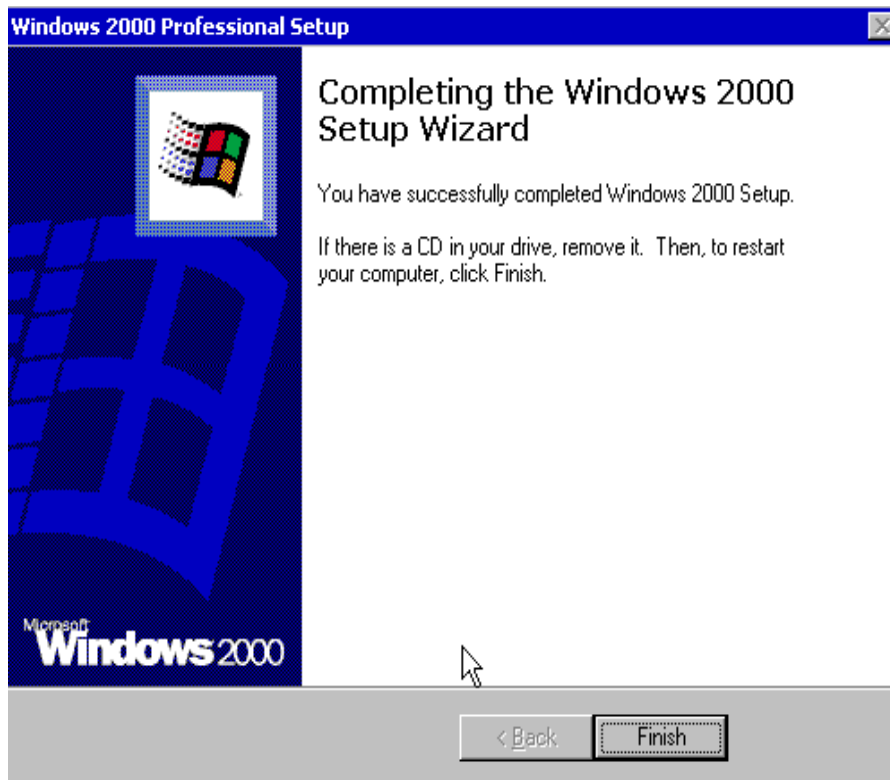 Windows 2000 Professional Setup
Completing the Windows 2000
Setup Wizard
You have successfully completed Windows 2000 Setup.
If there is a CD in your drive, remove it.  Then, to restart
your computer, click Finish.
Microsoft
Windows 2000
< Back
Finish